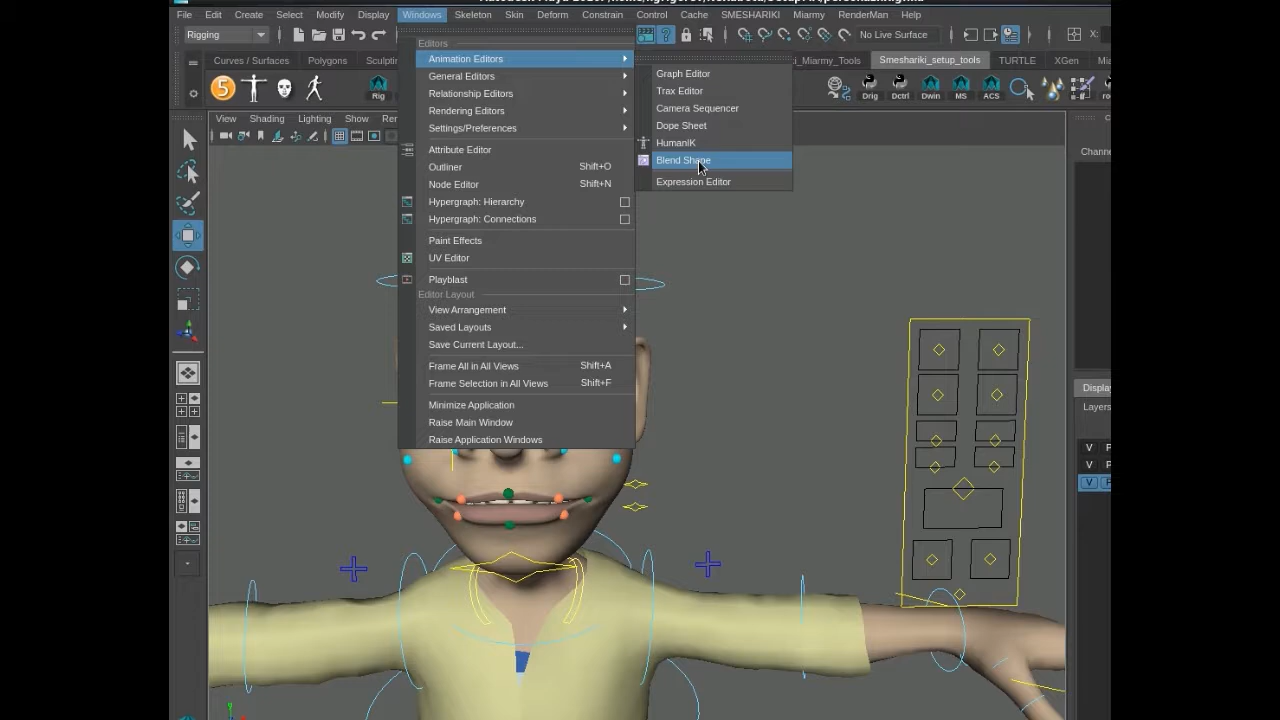 File Edit Create Select Modify Display Windows Skeleton Skin Deform Constrain Control Cache SMESHARIKI Miarmy RenderMan Help
Rigging
No Live Surface
X:
Curves / Surfaces Polygons
_Miarmy_Tools Smeshariki_setup_tools TURTLE XGen
Rig
Drig Dctrl Dwin MS ACS
View Shading Lighting Show
Editors
Animation Editors
General Editors
Relationship Editors
Rendering Editors
Settings/Preferences
Attribute Editor
Outliner Shift+O
Node Editor Shift+N
Hypergraph: Hierarchy
Hypergraph: Connections
Paint Effects
UV Editor
Playblast
Editor Layout
View Arrangement
Saved Layouts
Save Current Layout...
Frame All in All Views Shift+A
Frame Selection in All Views Shift+F
Minimize Application
Raise Main Window
Raise Application Windows
Graph Editor
Trax Editor
Camera Sequencer
Dope Sheet
HumanIK
Blend Shape
Expression Editor
Chann
Display
Layers
V P
V P
V